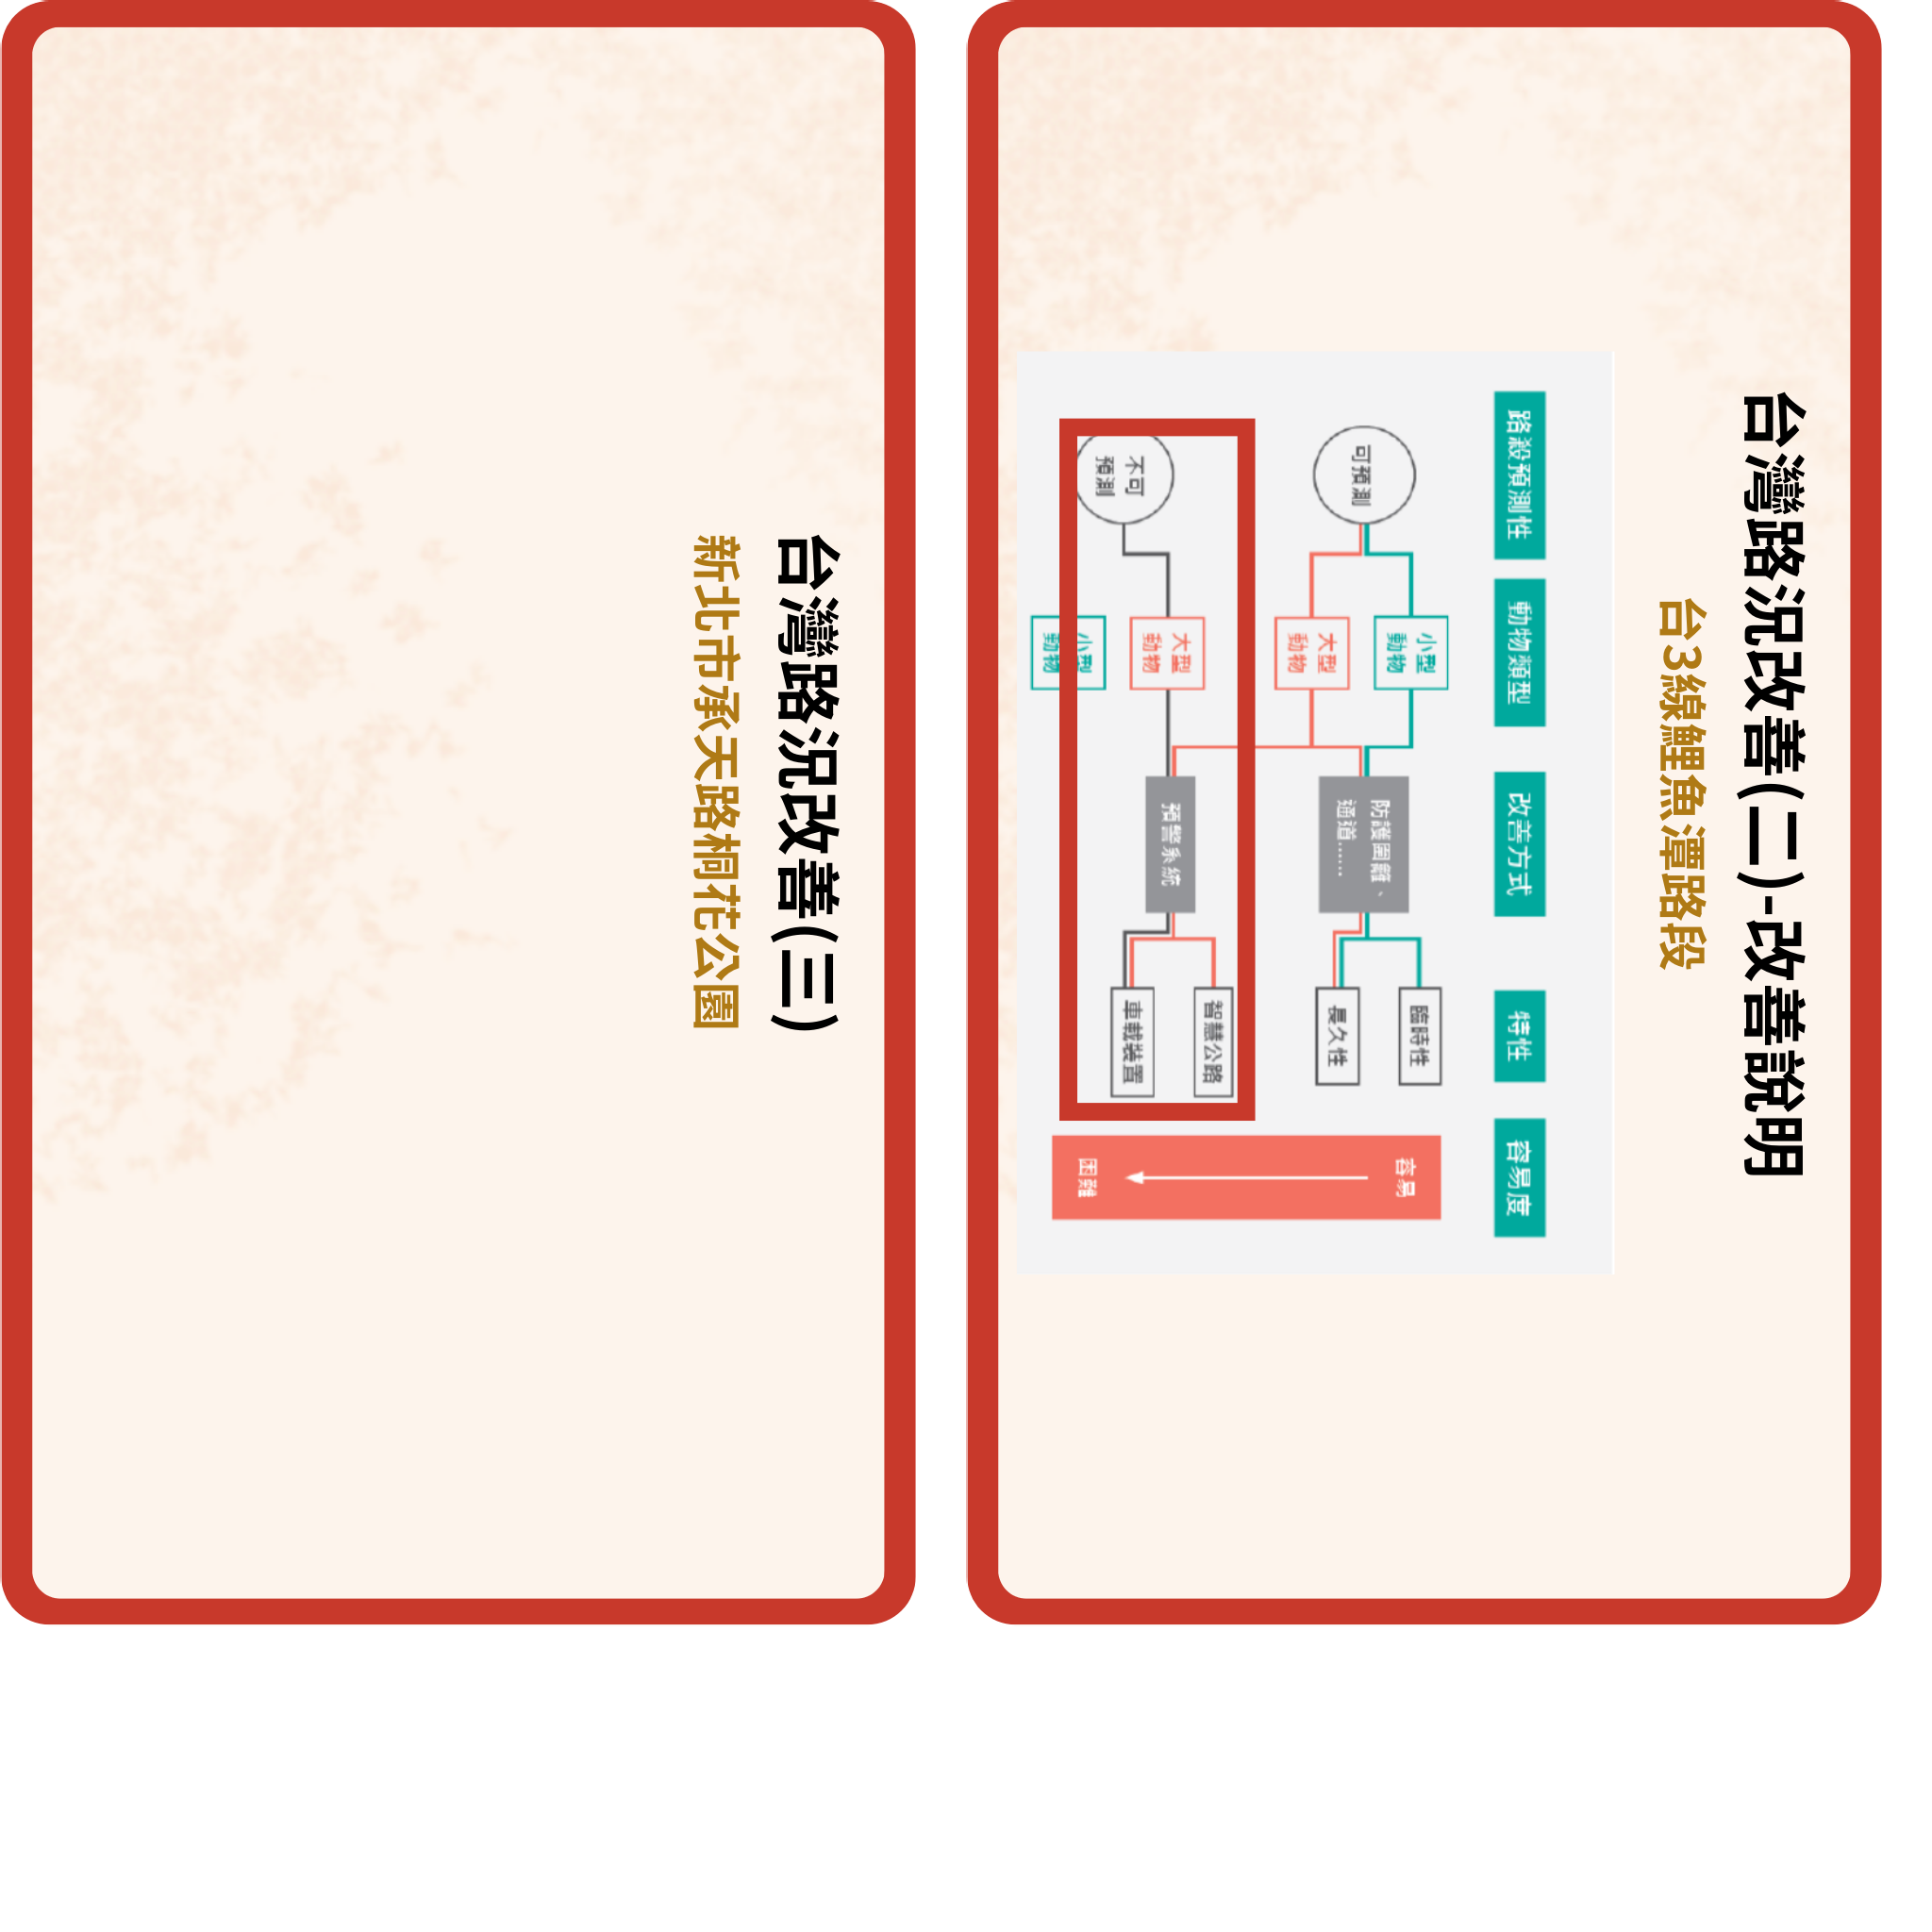 台灣路況改善(二)-改善說明
台3線鯉魚潭路段
路殺預測性
動物類型
改善方式
特性
容易度
可預測
小型
動物
大型
動物
防護圍籬、
通道……
臨時性
長久性
容易
不可
預測
大型
動物
小型
動物
預警系統
智慧公路
車載裝置
困難
台灣路況改善(三)
新北市承天路桐花公園